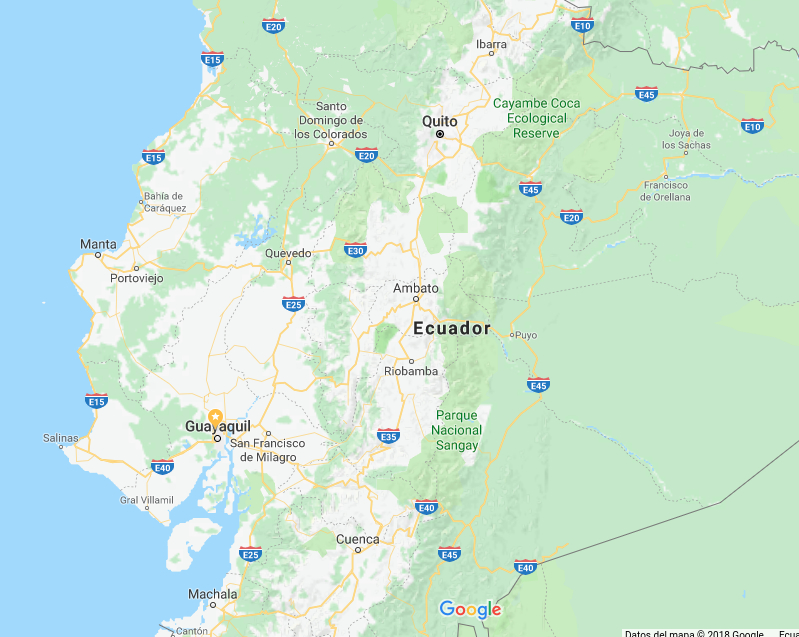 E20
E10
Ibarra
E15
E45
Santo
Domingo de
los Colorados
Cayambe Coca
Ecological
Reserve
Quito
E10
Joya de
los Sachas
E15
E20
Francisco
de Orellana
E45
Bahía de
Caráquez
E20
Manta
Quevedo
E30
Portoviejo
Ambato
E25
Ecuador
Puyo
Riobamba
E45
E15
Parque
Nacional
Sangay
Guayaquil
E35
Salinas
San Francisco
de Milagro
E40
Gral Villamil
E40
Cuenca
E25
E45
E40
Machala
Google
Cantón
Datos del mapa © 2018 Google
Ecua